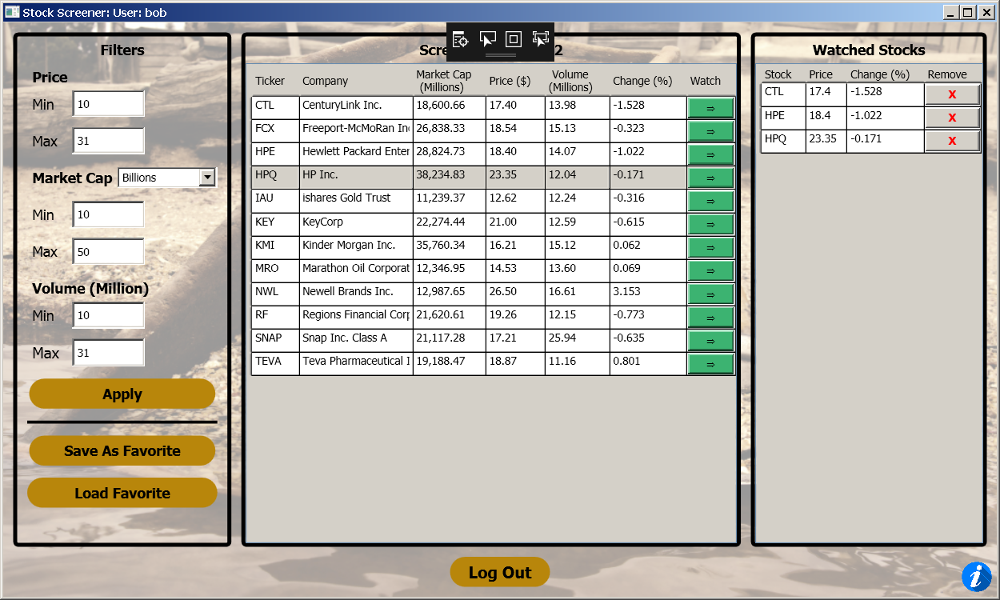 Stock Screener: User: bob
Filters
Price
Min 10
Max 31
Market Cap Billions
Min 10
Max 50
Volume (Million)
Min 10
Max 31
Apply
Save As Favorite
Load Favorite
Scre 2
Ticker Company Market Cap (Millions) Price ($) Volume (Millions) Change (%) Watch
CTL CenturyLink Inc. 18,600.66 17.40 13.98 -1.528 ⇒
FCX Freeport-McMoRan Inc 26,838.33 18.54 15.13 -0.323 ⇒
HPE Hewlett Packard Enter 28,824.73 18.40 14.07 -1.022 ⇒
HPQ HP Inc. 38,234.83 23.35 12.04 -0.171 ⇒
IAU ishares Gold Trust 11,239.37 12.62 12.24 -0.316 ⇒
KEY KeyCorp 22,274.44 21.00 12.59 -0.615 ⇒
KMI Kinder Morgan Inc. 35,760.34 16.21 15.12 0.062 ⇒
MRO Marathon Oil Corporat 12,346.95 14.53 13.60 0.069 ⇒
NWL Newell Brands Inc. 12,987.65 26.50 16.61 3.153 ⇒
RF Regions Financial Corp 21,620.61 19.26 12.15 -0.773 ⇒
SNAP Snap Inc. Class A 21,117.28 17.21 25.94 -0.635 ⇒
TEVA Teva Pharmaceutical I 19,188.47 18.87 11.16 0.801 ⇒
Watched Stocks
Stock Price Change (%) Remove
CTL 17.4 -1.528 X
HPE 18.4 -1.022 X
HPQ 23.35 -0.171 X
Log Out
i